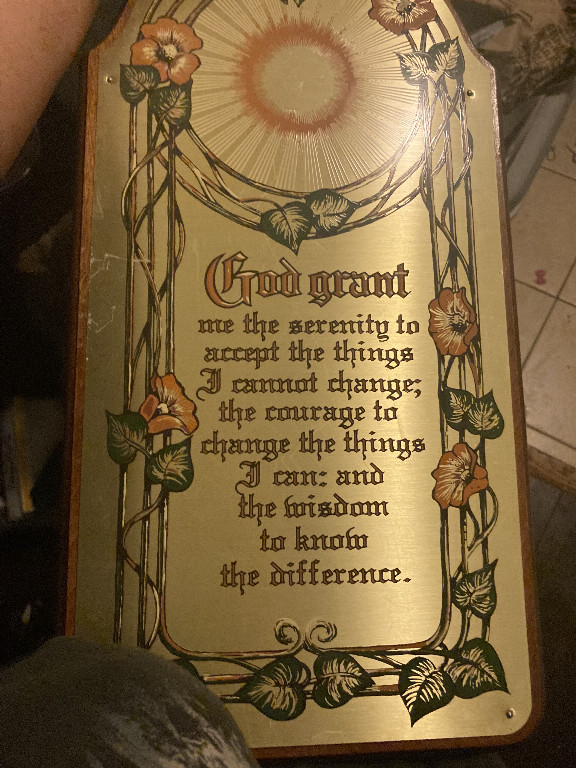 God grant
me the serenity to
accept the things
I cannot change;
the courage to
change the things
I can: and
the wisdom
to know
the difference.